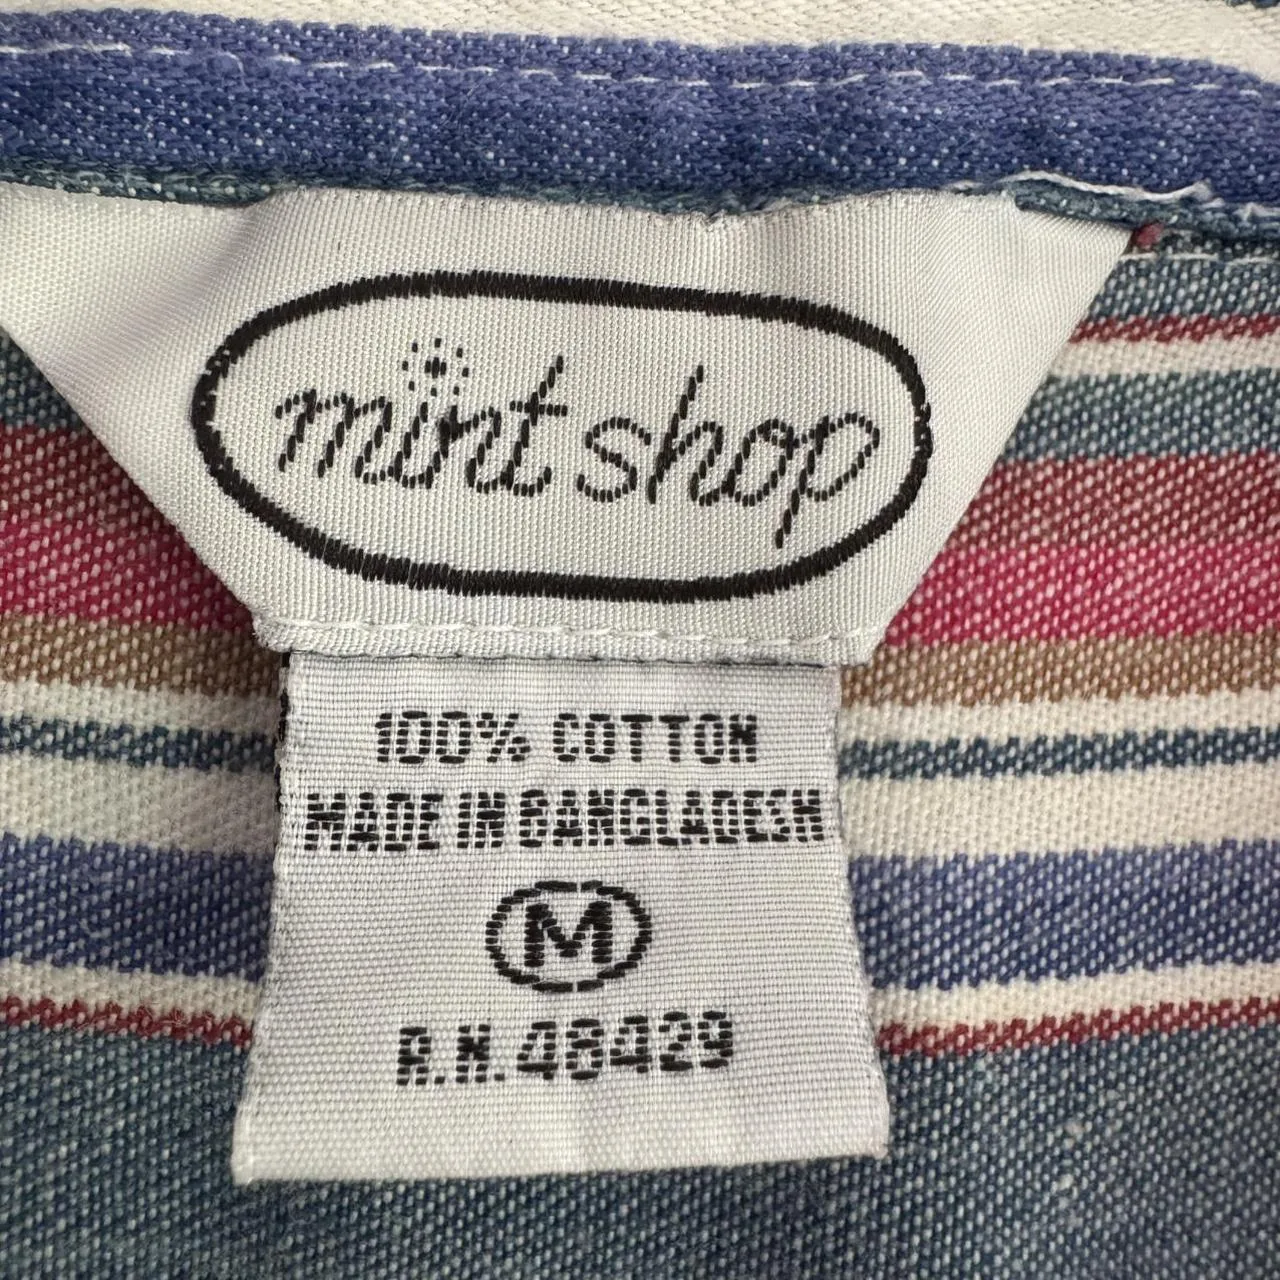 mint shop
100% COTTON
MADE IN BANGLADESH
M
R.N. 48429